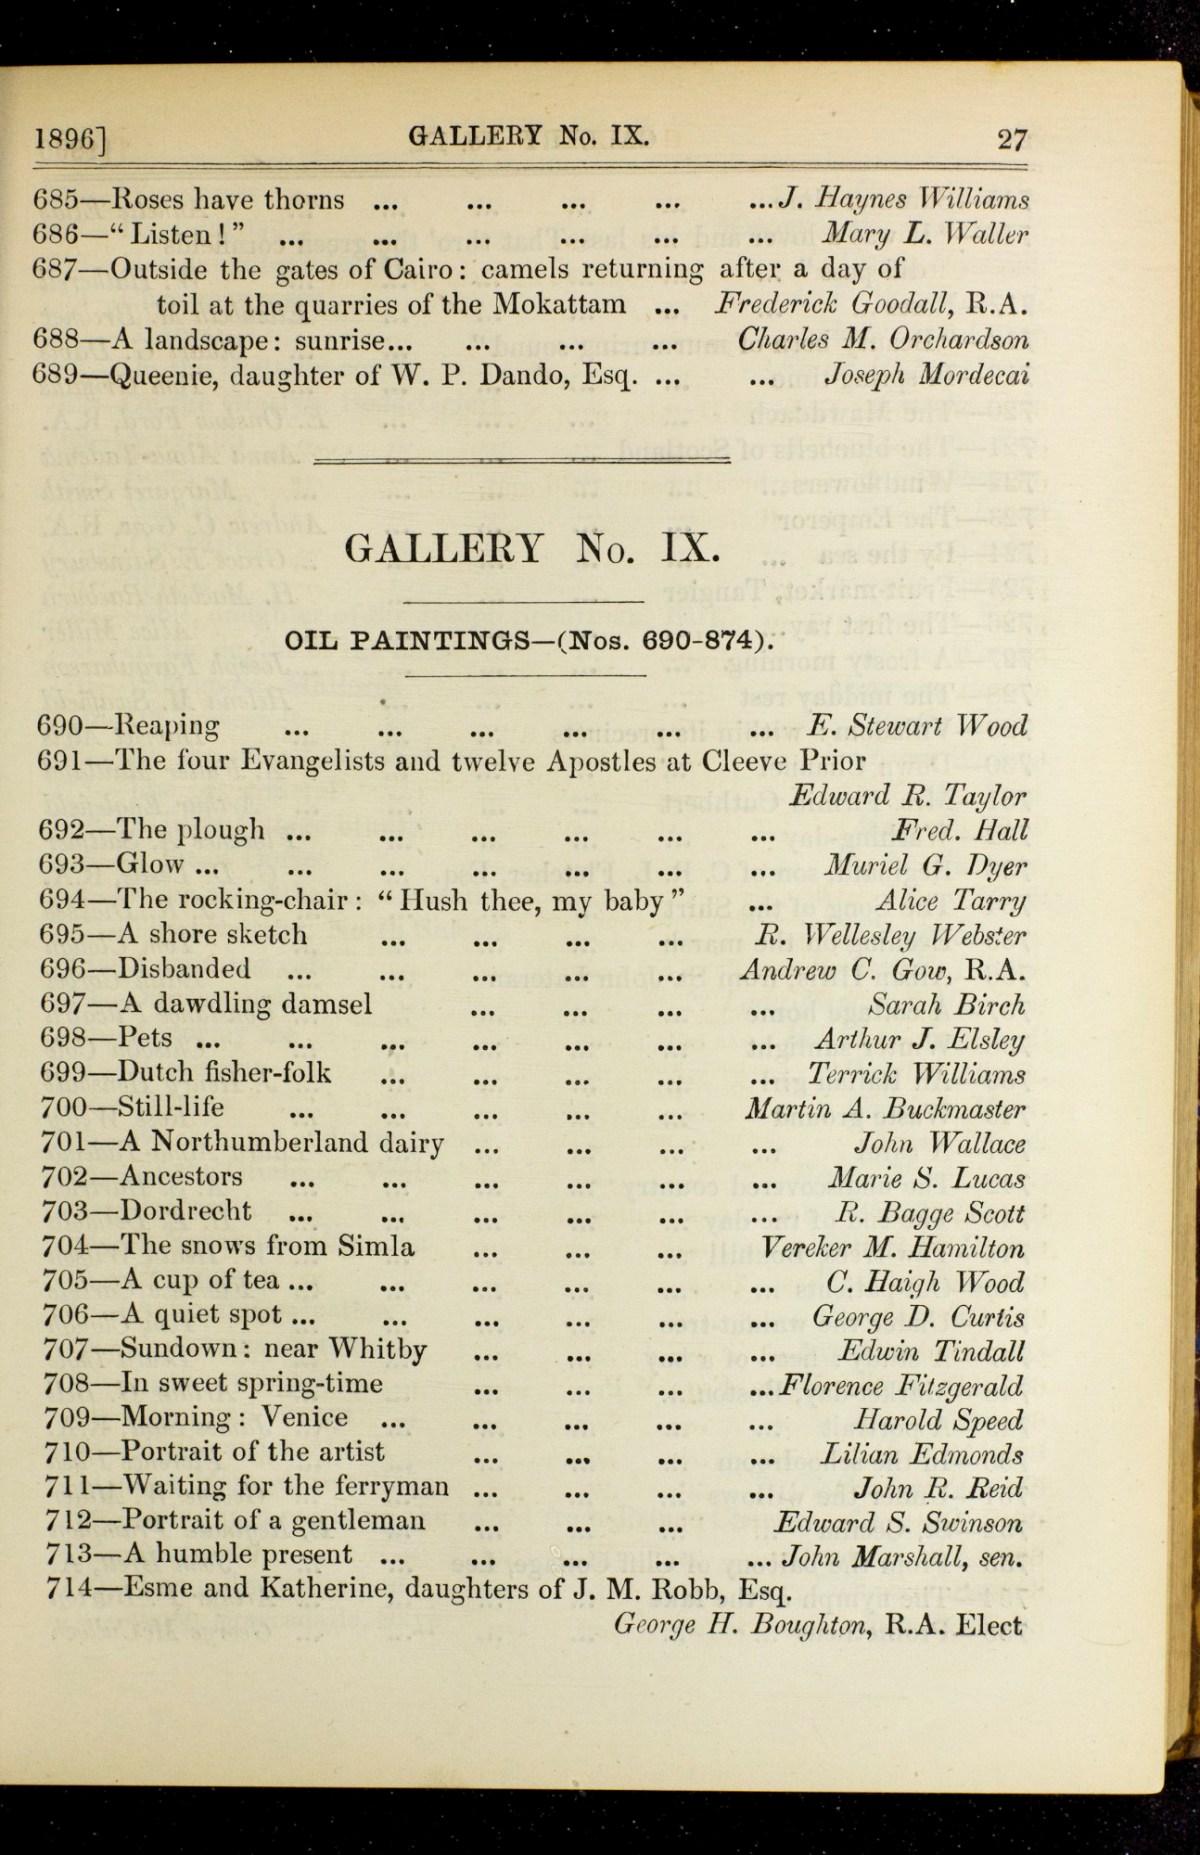 1896] GALLERY No. IX. 27
685—Roses have thorns ... ... ... ... ... J. Haynes Williams
686—“Listen!” ... ... ... ... ... ... Mary L. Waller
687—Outside the gates of Cairo: camels returning after a day of
toil at the quarries of the Mokattam ... Frederick Goodall, R.A.
688—A landscape: sunrise... ... ... ... Charles M. Orchardson
689—Queenie, daughter of W. P. Dando, Esq. ... ... Joseph Mordecai
GALLERY No. IX.
OIL PAINTINGS—(Nos. 690-874).
690—Reaping ... ... ... ... ... ... E. Stewart Wood
691—The four Evangelists and twelve Apostles at Cleeve Prior
Edward R. Taylor
692—The plough ... ... ... ... ... ... Fred. Hall
693—Glow ... ... ... ... ... ... ... Muriel G. Dyer
694—The rocking-chair: “Hush thee, my baby” ... Alice Tarry
695—A shore sketch ... ... ... ... R. Wellesley Webster
696—Disbanded ... ... ... ... ... Andrew C. Gow, R.A.
697—A dawdling damsel ... ... ... ... Sarah Birch
698—Pets ... ... ... ... ... ... ... Arthur J. Elsley
699—Dutch fisher-folk ... ... ... ... ... Terrick Williams
700—Still-life ... ... ... ... ... Martin A. Buckmaster
701—A Northumberland dairy ... ... ... ... John Wallace
702—Ancestors ... ... ... ... ... ... Marie S. Lucas
703—Dordrecht ... ... ... ... ... ... R. Bagge Scott
704—The snows from Simla ... ... ... Vereker M. Hamilton
705—A cup of tea ... ... ... ... ... ... C. Haigh Wood
706—A quiet spot ... ... ... ... ... ... George D. Curtis
707—Sundown: near Whitby ... ... ... ... Edwin Tindall
708—In sweet spring-time ... ... ... ... Florence Fitzgerald
709—Morning: Venice ... ... ... ... ... Harold Speed
710—Portrait of the artist ... ... ... ... Lilian Edmonds
711—Waiting for the ferryman ... ... ... ... John R. Reid
712—Portrait of a gentleman ... ... ... Edward S. Swinson
713—A humble present ... ... ... ... ... John Marshall, sen.
714—Esme and Katherine, daughters of J. M. Robb, Esq.
George H. Boughton, R.A. Elect